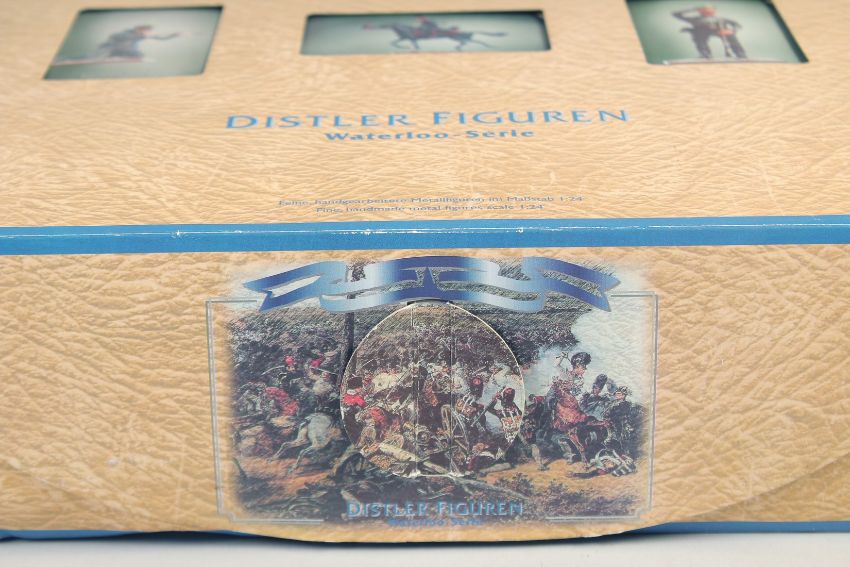 DISTLER FIGUREN
Waterloo-Serie
Feine, handgearbeitete Metallfiguren im Maßstab 1:24
Fine, handmade metal figures scale 1:24
DISTLER FIGUREN
Waterloo-Serie